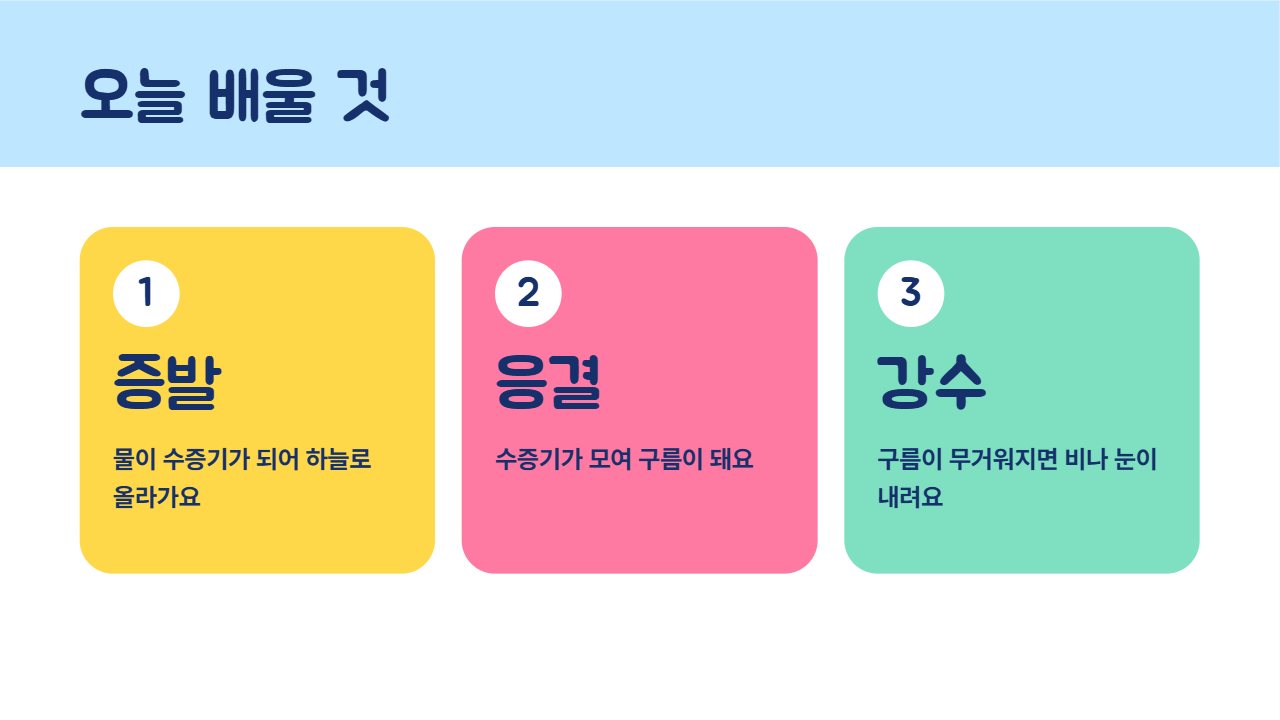 오늘 배울 것
1
증발
물이 수증기가 되어 하늘로
올라가요
2
응결
수증기가 모여 구름이 돼요
3
강수
구름이 무거워지면 비나 눈이
내려요